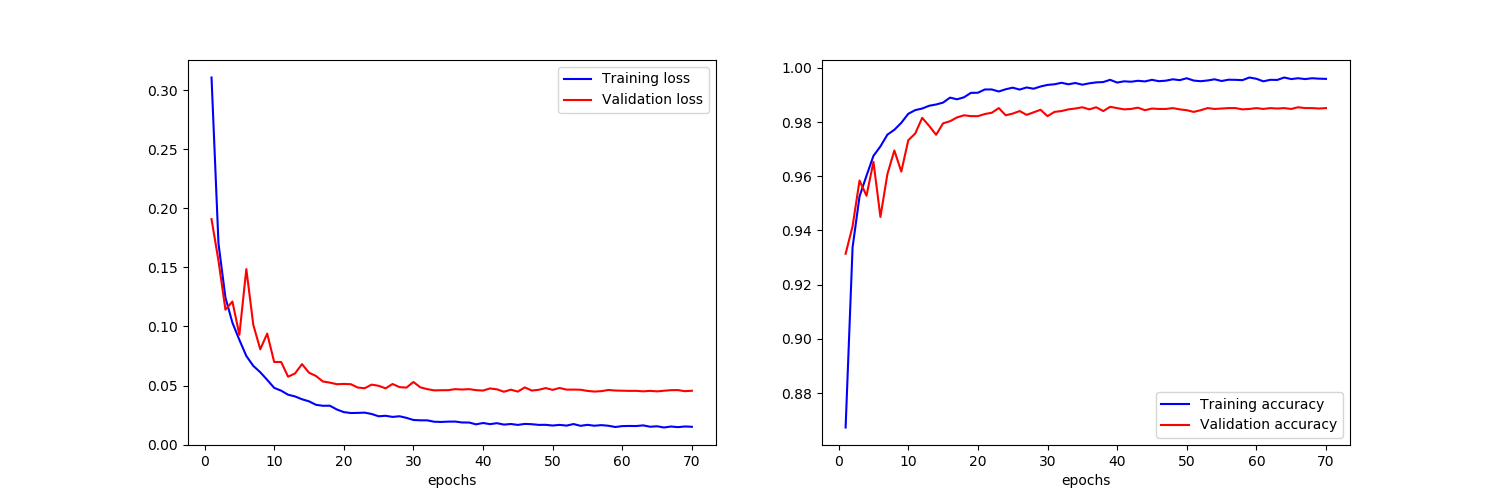 Training loss
Validation loss
0.30
0.25
0.20
0.15
0.10
0.05
0.00
0 10 20 30 40 50 60 70
epochs
1.00
0.98
0.96
0.94
0.92
0.90
0.88
Training accuracy
Validation accuracy
0 10 20 30 40 50 60 70
epochs